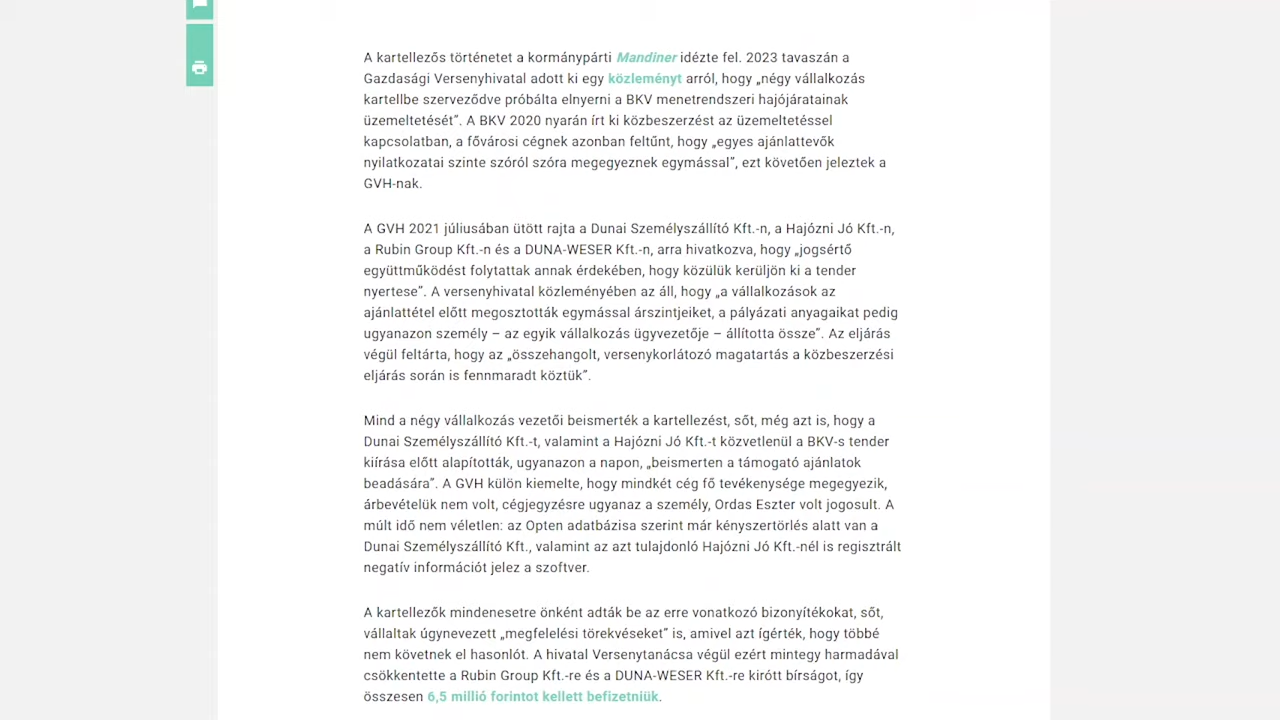 A kartellezős történetet a kormánypárti Mandiner idézte fel. 2023 tavaszán a
Gazdasági Versenyhivatal adott ki egy közleményt arról, hogy „négy vállalkozás
kartellbe szerveződve próbálta elnyerni a BKV menetrendszeri hajójáratainak
üzemeltetését”. A BKV 2020 nyarán írt ki közbeszerzést az üzemeltetéssel
kapcsolatban, a fővárosi cégnek azonban feltűnt, hogy „egyes ajánlattevők
nyilatkozatai szinte szóról szóra megegyeznek egymással”, ezt követően jeleztek a
GVH-nak.
A GVH 2021 júliusában ütött rajta a Dunai Személyszállító Kft.-n, a Hajózni Jó Kft.-n,
a Rubin Group Kft.-n és a DUNA-WESER Kft.-n, arra hivatkozva, hogy „jogsértő
együttműködést folytattak annak érdekében, hogy közülük kerüljön ki a tender
nyertese”. A versenyhivatal közleményében az áll, hogy „a vállalkozások az
ajánlattétel előtt megosztották egymással árszintjeiket, a pályázati anyagaikat pedig
ugyanazon személy – az egyik vállalkozás ügyvezetője – állította össze”. Az eljárás
végül feltárta, hogy az „összehangolt, versenykorlátozó magatartás a közbeszerzési
eljárás során is fennmaradt köztük”.
Mind a négy vállalkozás vezetői beismerték a kartellezést, sőt, még azt is, hogy a
Dunai Személyszállító Kft.-t, valamint a Hajózni Jó Kft.-t közvetlenül a BKV-s tender
kiírása előtt alapították, ugyanazon a napon, „beismerten a támogató ajánlatok
beadására”. A GVH külön kiemelte, hogy mindkét cég fő tevékenysége megegyezik,
árbevételük nem volt, cégjegyzésre ugyanaz a személy, Ordas Eszter volt jogosult. A
múlt idő nem véletlen: az Opten adatbázisa szerint már kényszertörlés alatt van a
Dunai Személyszállító Kft., valamint az azt tulajdonló Hajózni Jó Kft.-nél is regisztrált
negatív információt jelez a szoftver.
A kartellezők mindenesetre önként adták be az erre vonatkozó bizonyítékokat, sőt,
vállaltak úgynevezett „megfelelési törekvéseket” is, amivel azt ígérték, hogy többé
nem követnek el hasonlót. A hivatal Versenytanácsa végül ezért mintegy harmadával
csökkentette a Rubin Group Kft.-re és a DUNA-WESER Kft.-re kirótt bírságot, így
összesen 6,5 millió forintot kellett befizetniük.